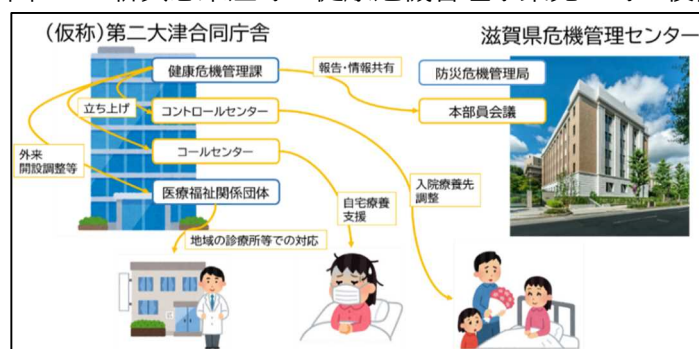 (仮称)第二大津合同庁舎
滋賀県危機管理センター
健康危機管理課
報告・情報共有
防災危機管理局
立ち上げ
コントロールセンター
本部員会議
外来
開設調整等
コールセンター
医療福祉関係団体
自宅療養
支援
入院療養先
調整
地域の診療所等での対応